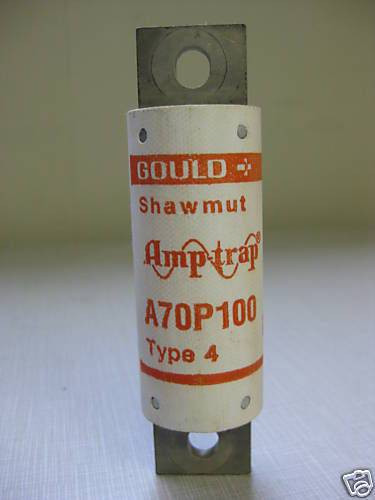 GOULD
Shawmut
Amp-trap®
A70P100
Type 4